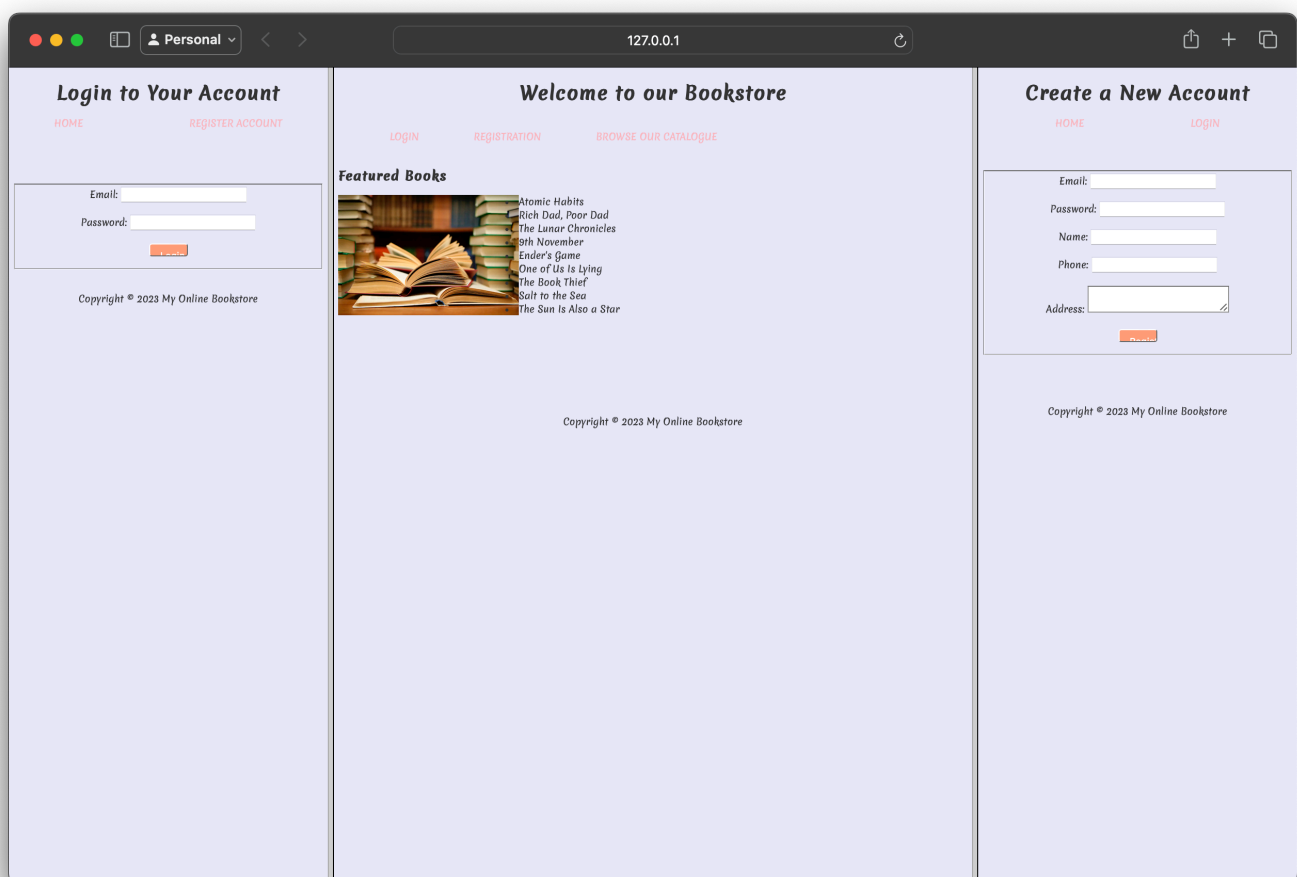 Personal
127.0.0.1
Login to Your Account
HOME REGISTER ACCOUNT
Email:
Password:
Login
Copyright © 2023 My Online Bookstore
Welcome to our Bookstore
LOGIN REGISTRATION BROWSE OUR CATALOGUE
Featured Books
Atomic Habits
Rich Dad, Poor Dad
The Lunar Chronicles
9th November
Ender's Game
One of Us Is Lying
The Book Thief
Salt to the Sea
The Sun Is Also a Star
Copyright © 2023 My Online Bookstore
Create a New Account
HOME LOGIN
Email:
Password:
Name:
Phone:
Address:
Copyright © 2023 My Online Bookstore